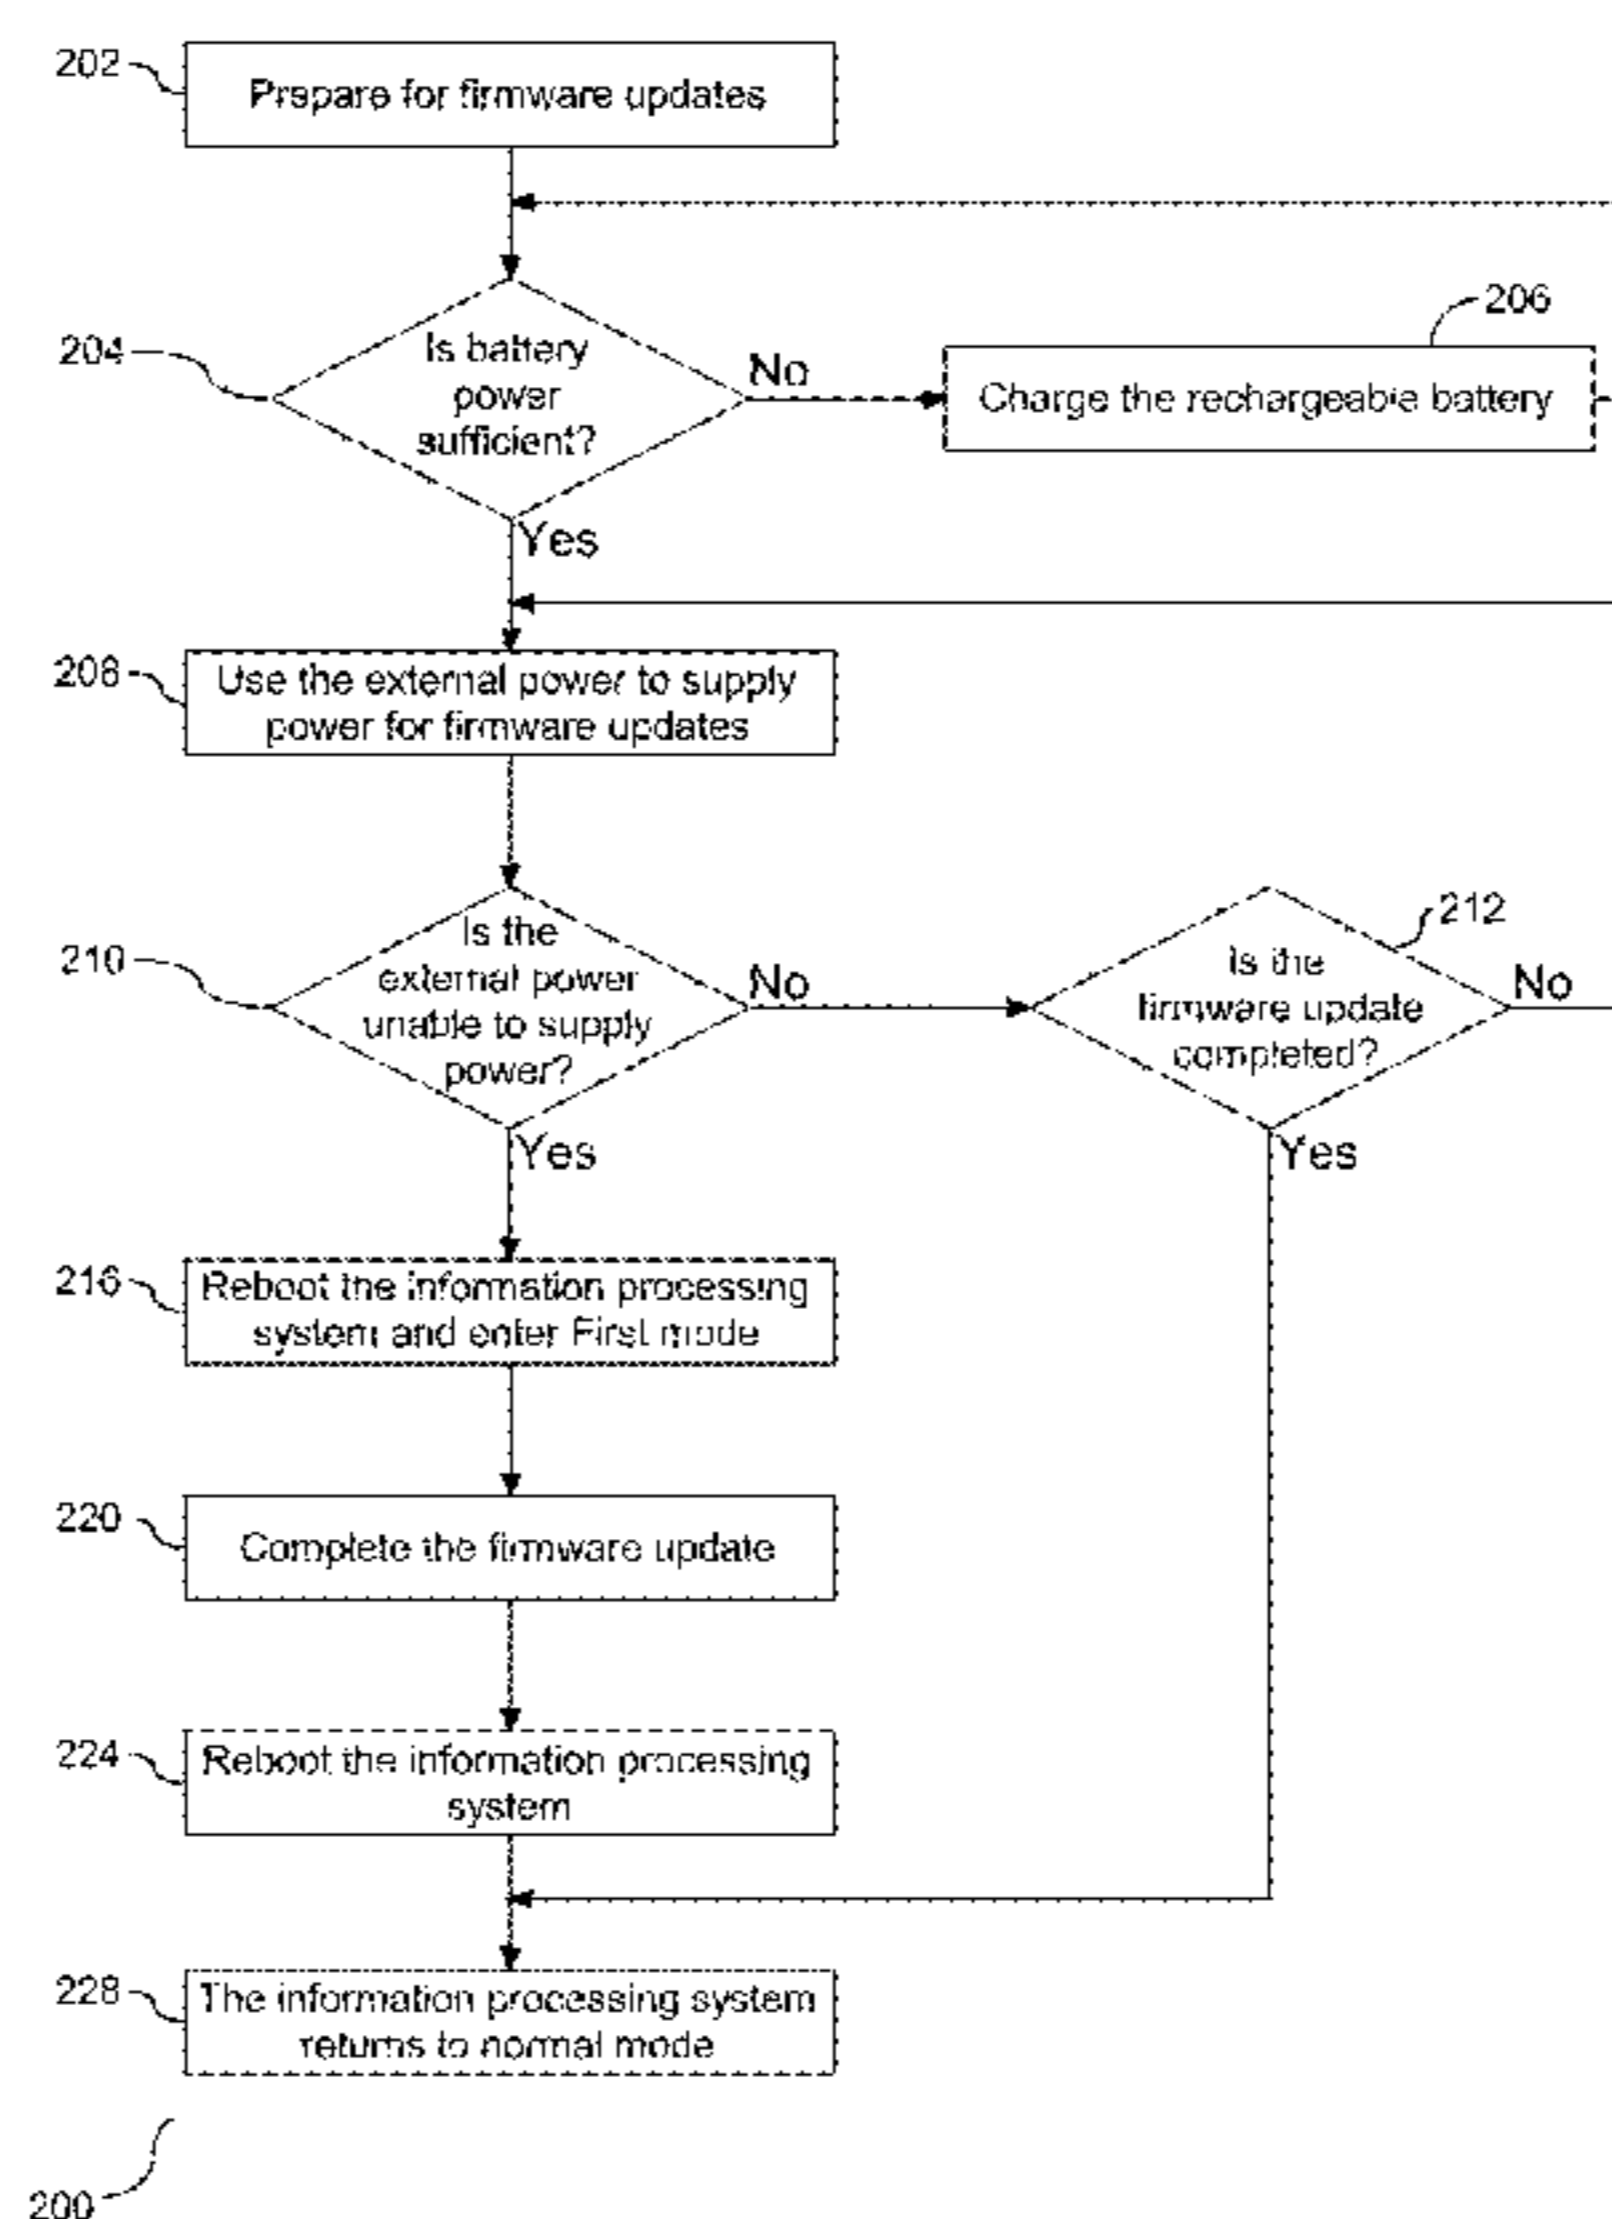 202
Prepare for firmware updates
204
Is battery
power
sufficient?
No
206
Charge the rechargeable battery
Yes
208
Use the external power to supply
power for firmware updates
210
Is the
external power
unable to supply
power?
No
212
Is the
firmware update
completed?
No
Yes
Yes
216
Reboot the information processing
system and enter First mode
220
Complete the firmware update
224
Reboot the information processing
system
228
The information processing system
returns to normal mode
200